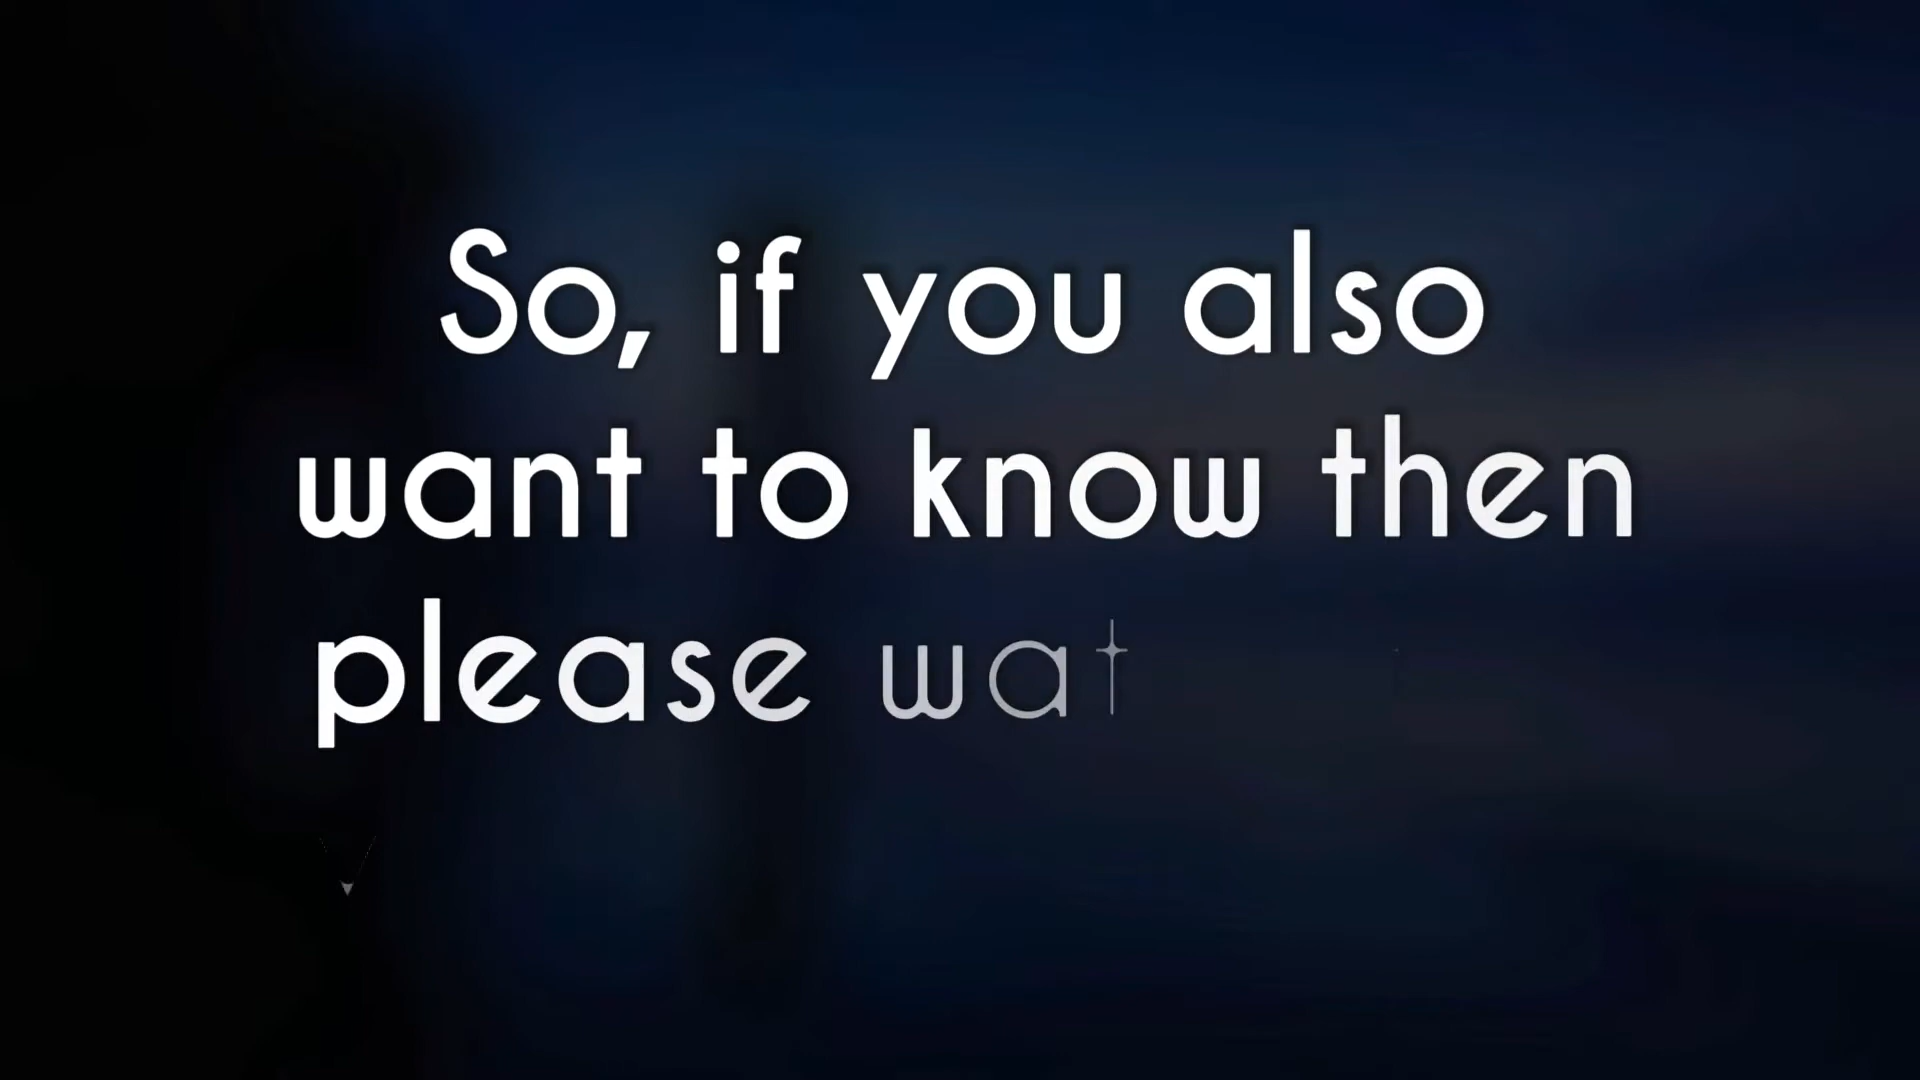 So, if you also
want to know then
please wat